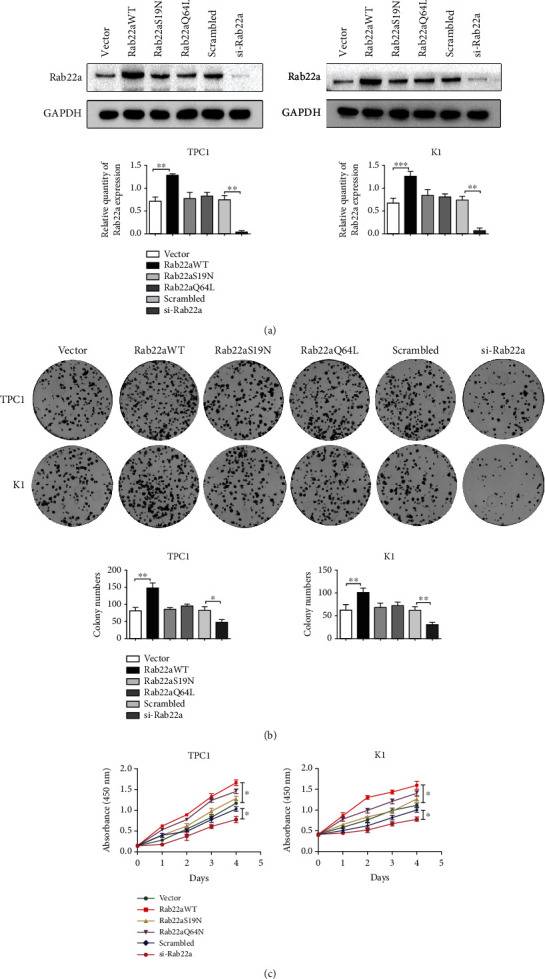 Vector Rab22aWT Rab22aS19N Rab22aQ64L Scrambled si-Rab22a
Vector Rab22aWT Rab22aS19N Rab22aQ64L Scrambled si-Rab22a
Rab22a
Rab22a
GAPDH
GAPDH
TPC1
K1
Relative quantity of
Rab22a expression
1.5
1.0
0.5
0.0
**
**
Relative quantity of
Rab22a expression
1.5
1.0
0.5
0.0
***
**
Vector
Rab22aWT
Rab22aS19N
Rab22aQ64L
Scrambled
si-Rab22a
(a)
Vector Rab22aWT Rab22aS19N Rab22aQ64L Scrambled si-Rab22a
TPC1
K1
TPC1
K1
Colony numbers
200
150
100
50
0
**
*
Colony numbers
150
100
50
0
**
**
Vector
Rab22aWT
Rab22aS19N
Rab22aQ64L
Scrambled
si-Rab22a
(b)
TPC1
K1
Absorbance (450 nm)
2.0
1.5
1.0
0.5
0.0
0 1 2 3 4 5
Days
*
*
Absorbance (450 nm)
2.0
1.5
1.0
0.5
0.0
0 1 2 3 4 5
Days
*
*
Vector
Rab22aWT
Rab22aS19N
Rab22aQ64N
Scrambled
si-Rab22a
(c)